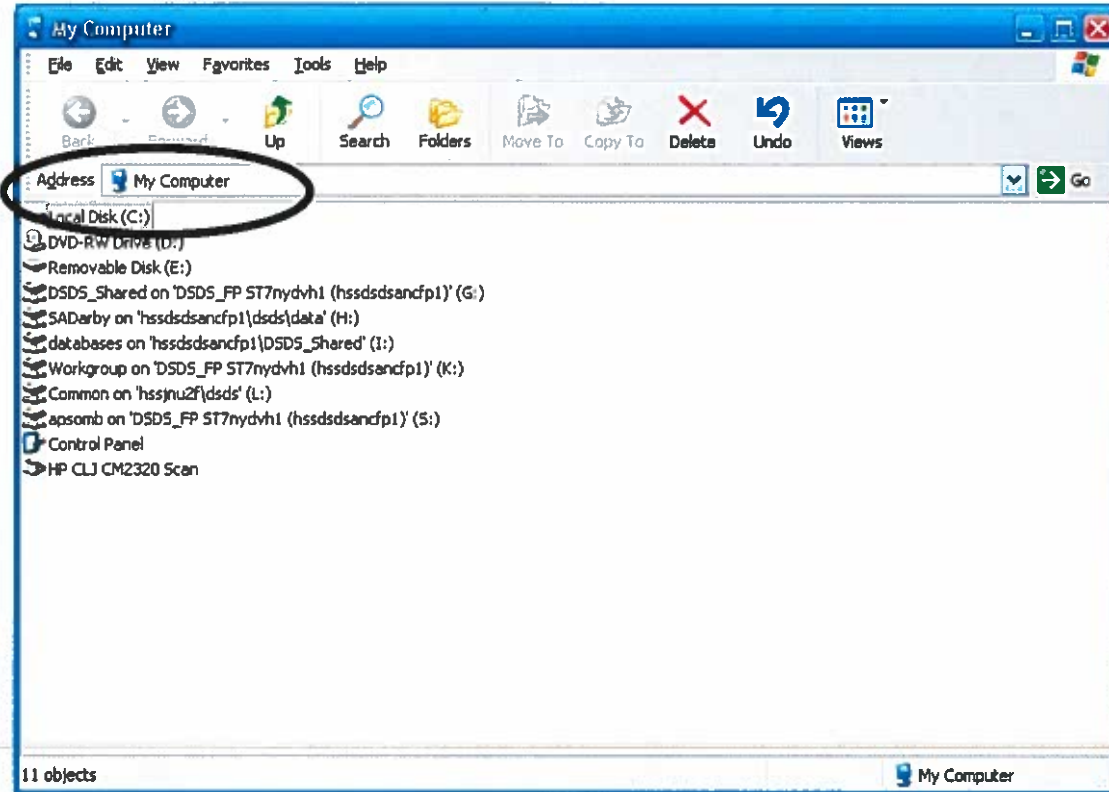 My Computer
File Edit View Favorites Tools Help
Back Forward Up Search Folders Move To Copy To Delete Undo Views
Address My Computer Go
Local Disk (C:)
DVD-RW Drive (D:)
Removable Disk (E:)
DSDS_Shared on 'DSDS_FP ST7nydvh1 (hssdsdsancfp1)' (G:)
SADarby on 'hssdsdsancfp1\dsds\data' (H:)
databases on 'hssdsdsancfp1\DSDS_Shared' (I:)
Workgroup on 'DSDS_FP ST7nydvh1 (hssdsdsancfp1)' (K:)
Common on 'hssjnu2f\dsds' (L:)
apsomb on 'DSDS_FP ST7nydvh1 (hssdsdsancfp1)' (S:)
Control Panel
HP CLJ CM2320 Scan
11 objects My Computer